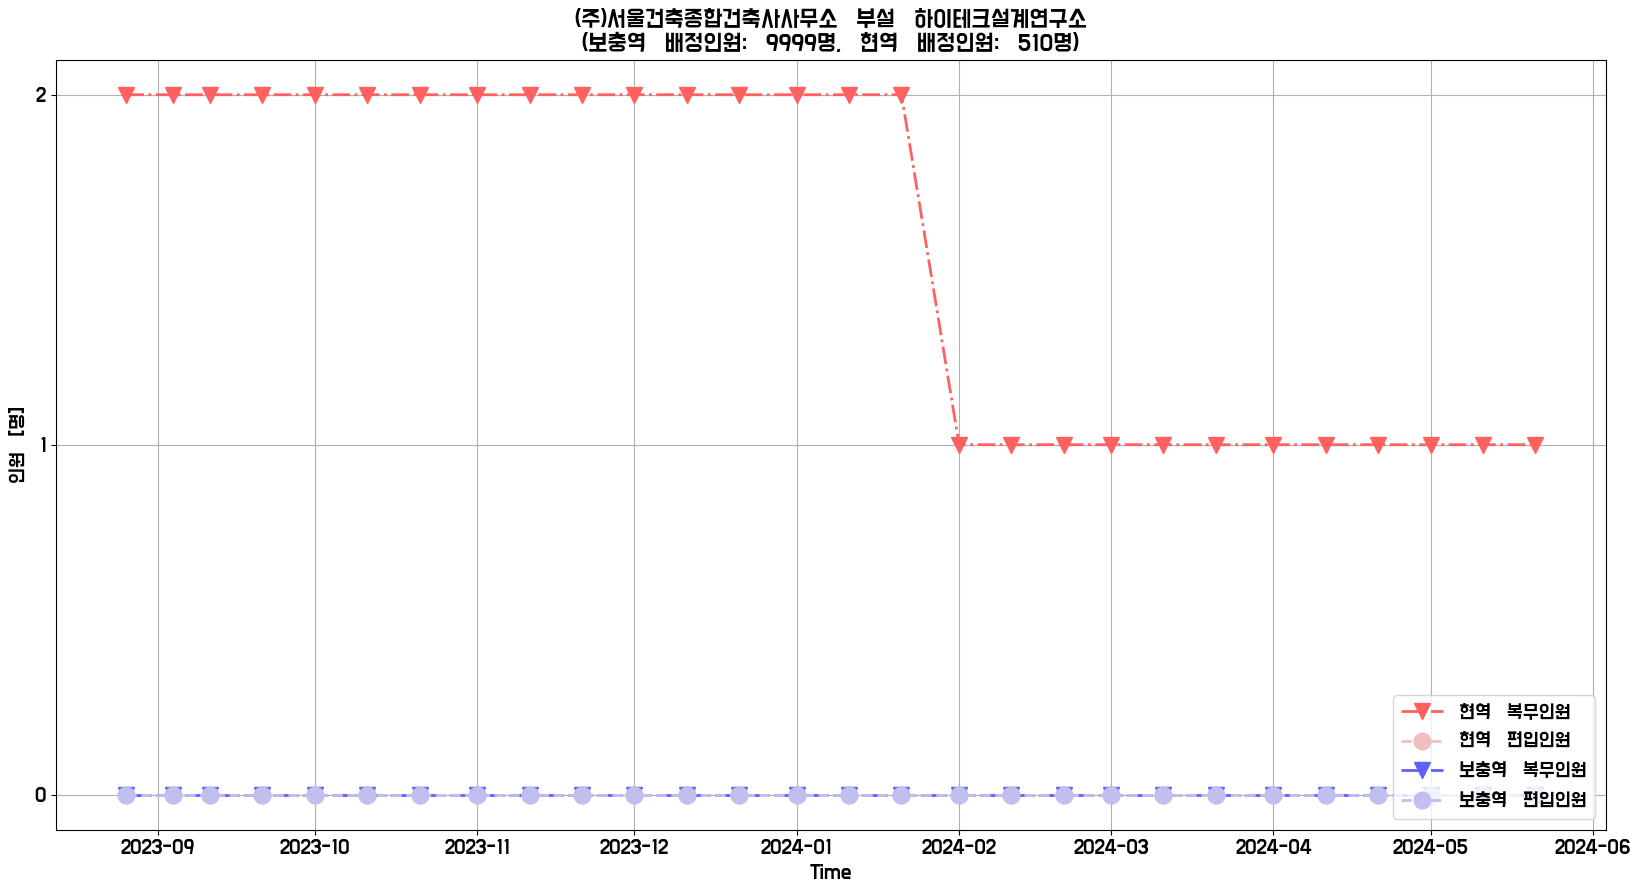 (주)서울건축종합건축사사무소 부설 하이테크설계연구소
(보충역 배정인원: 9999명, 현역 배정인원: 510명)
인원 [명]
2
1
0
현역 복무인원
현역 편입인원
보충역 복무인원
보충역 편입인원
2023-09 2023-10 2023-11 2023-12 2024-01 2024-02 2024-03 2024-04 2024-05 2024-06
Time